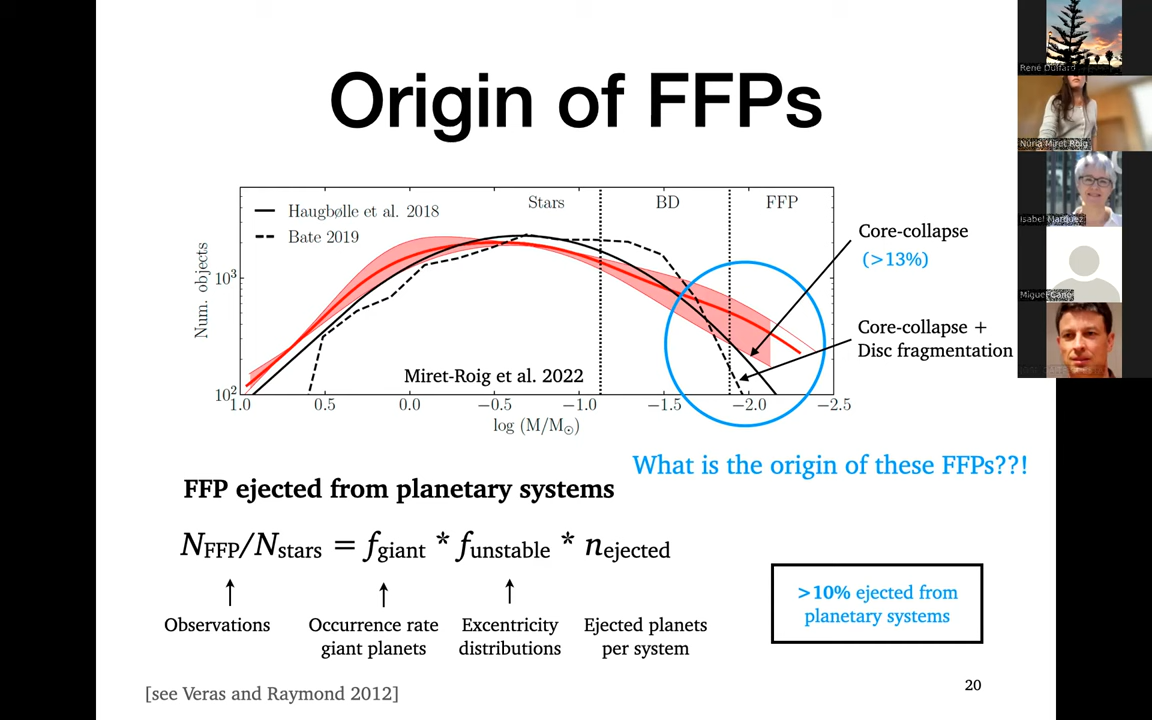 Origin of FFPs
Haugbølle et al. 2018
Bate 2019
Stars
BD
FFP
Num. objects
10³
10²
1.0
0.5
0.0
−0.5
−1.0
−1.5
−2.0
−2.5
log (M/M☉)
Miret-Roig et al. 2022
Core-collapse
(>13%)
Core-collapse +
Disc fragmentation
What is the origin of these FFPs??!
FFP ejected from planetary systems
N_FFP/N_stars = f_giant * f_unstable * n_ejected
Observations
Occurrence rate
giant planets
Excentricity
distributions
Ejected planets
per system
>10% ejected from
planetary systems
[see Veras and Raymond 2012]
20
René Duffard
Núria Miret Roig
Isabel Márquez
Miguel Cano